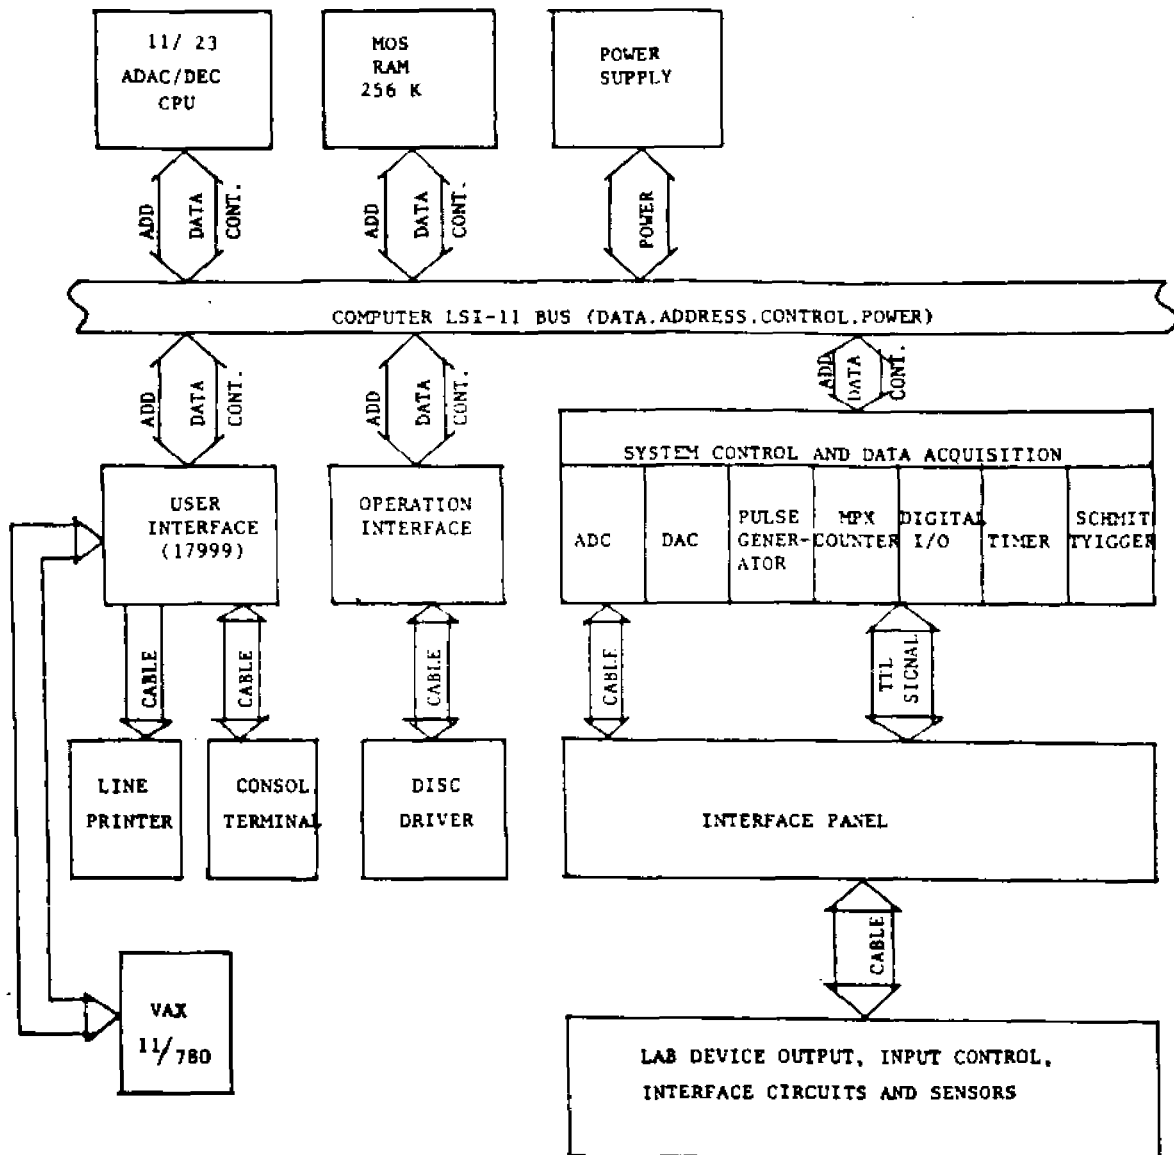 11/ 23
ADAC/DEC
CPU
MOS
RAM
256 K
POWER
SUPPLY
ADD
DATA
CONT.
ADD
DATA
CONT.
POWER
COMPUTER LSI-11 BUS (DATA.ADDRESS.CONTROL.POWER)
ADD
DATA
CONT.
ADD
DATA
CONT.
ADD
DATA
CONT.
SYSTEM CONTROL AND DATA ACQUISITION
USER
INTERFACE
(17999)
OPERATION
INTERFACE
ADC
DAC
PULSE
GENER-
ATOR
MPX
COUNTER
DIGITAL
I/O
TIMER
SCHMIT
TYIGGER
CABLE
CABLE
CABLE
CABLE
TTL
SIGNAL
LINE
PRINTER
CONSOL
TERMINAL
DISC
DRIVER
INTERFACE PANEL
CABLE
VAX
11/780
LAB DEVICE OUTPUT, INPUT CONTROL,
INTERFACE CIRCUITS AND SENSORS